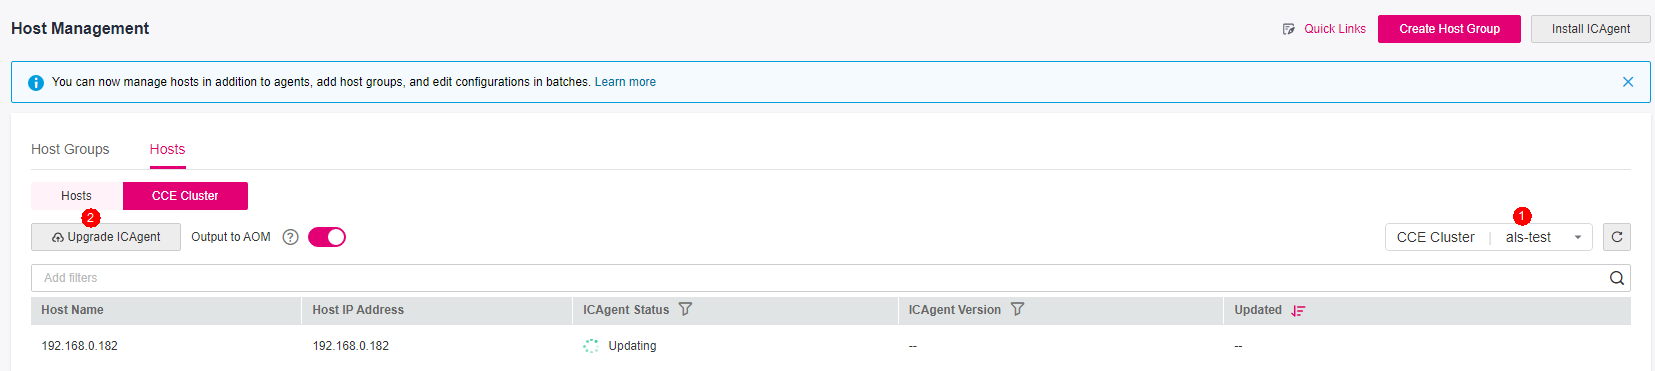 Host Management
Quick Links
Create Host Group
Install ICAgent
You can now manage hosts in addition to agents, add host groups, and edit configurations in batches. Learn more
Host Groups
Hosts
Hosts
CCE Cluster
2
Upgrade ICAgent
Output to AOM
?
1
CCE Cluster | als-test
Add filters
Host Name
Host IP Address
ICAgent Status
ICAgent Version
Updated
192.168.0.182
192.168.0.182
Updating
--
--